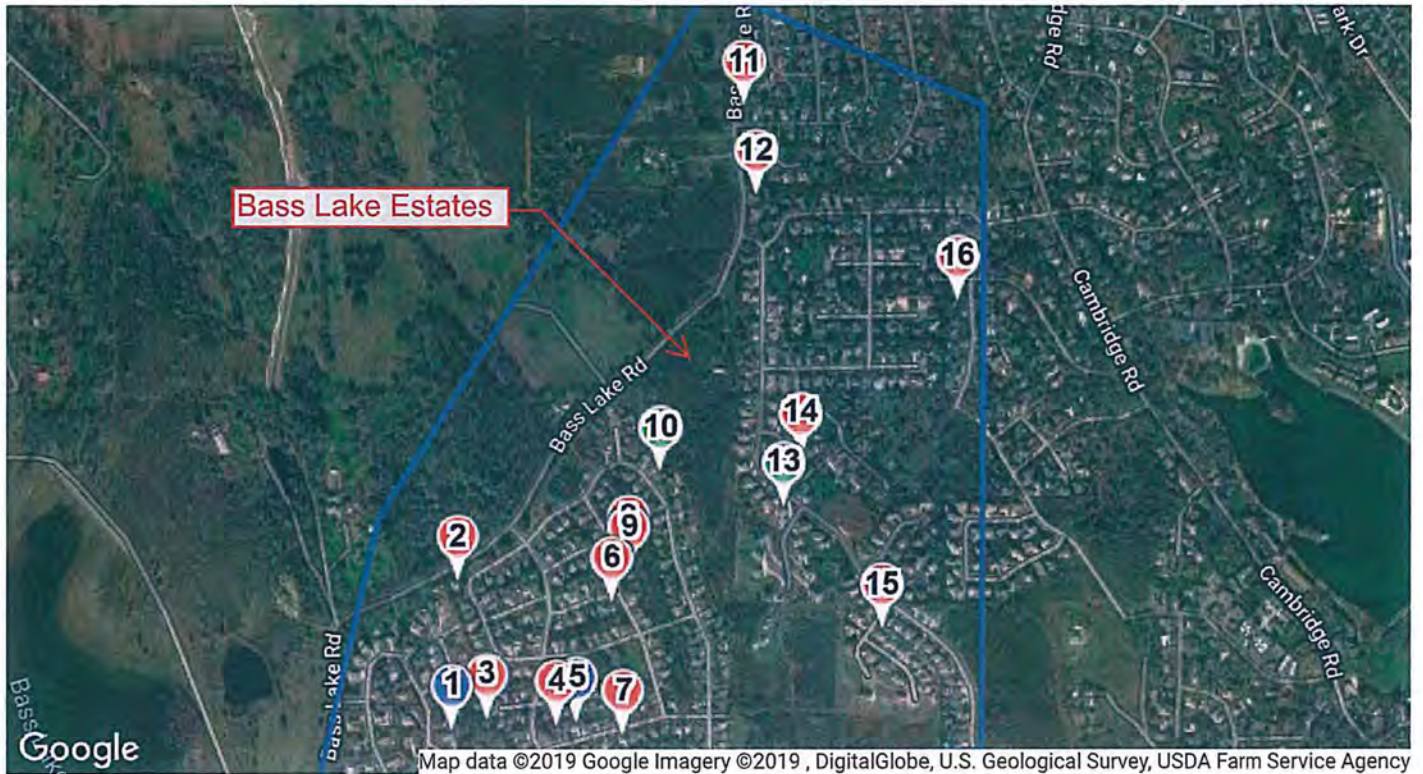 Bass Lake Estates
11
12
16
14
13
10
9
6
2
15
1
3
4
5
7
Bass Lake Rd
Bass Lake Rd
Cambridge Rd
Cambridge Rd
Google
Map data ©2019 Google Imagery ©2019 , DigitalGlobe, U.S. Geological Survey, USDA Farm Service Agency